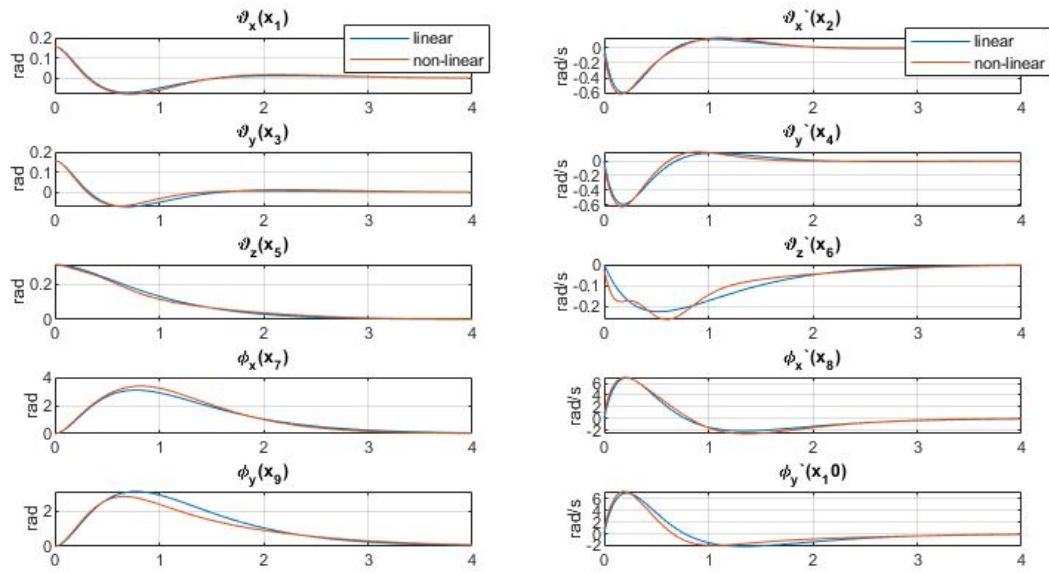 ϑx(x1)
0.2
0.1
0
rad
0 1 2 3 4
linear
non-linear
ϑx`(x2)
0
-0.2
-0.4
-0.6
rad/s
0 1 2 3 4
linear
non-linear
ϑy(x3)
0.2
0.1
0
rad
0 1 2 3 4
ϑy`(x4)
0
-0.2
-0.4
-0.6
rad/s
0 1 2 3 4
ϑz(x5)
0.2
0
rad
0 1 2 3 4
ϑz`(x6)
0
-0.1
-0.2
rad/s
0 1 2 3 4
ϕx(x7)
4
2
0
rad
0 1 2 3 4
ϕx`(x8)
6
4
2
0
-2
rad/s
0 1 2 3 4
ϕy(x9)
2
0
rad
0 1 2 3 4
ϕy`(x10)
6
4
2
0
-2
rad/s
0 1 2 3 4